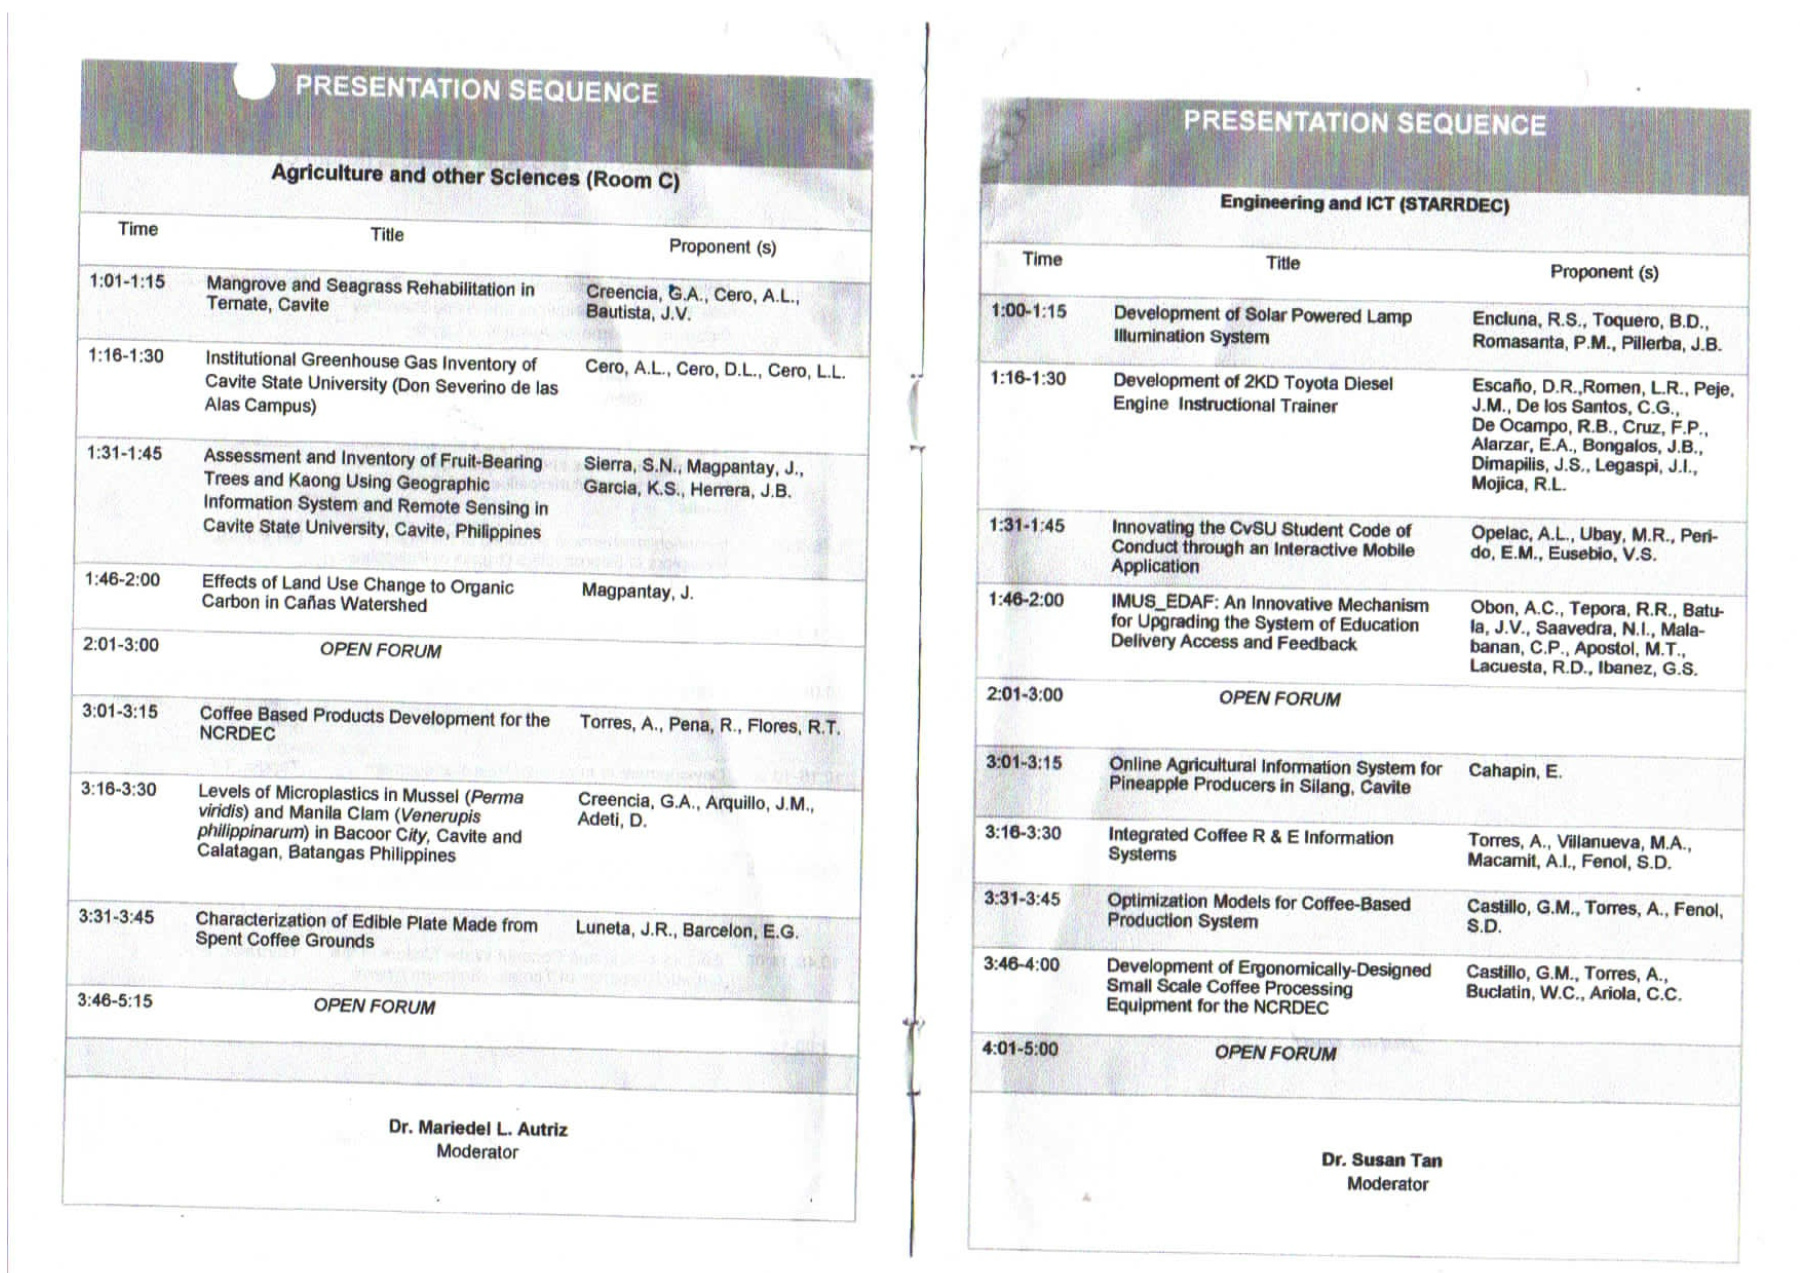 PRESENTATION SEQUENCE
Agriculture and other Sciences (Room C)
Time Title Proponent (s)
1:01-1:15 Mangrove and Seagrass Rehabilitation in Creencia, G.A., Cero, A.L.,
Ternate, Cavite Bautista, J.V.
1:16-1:30 Institutional Greenhouse Gas Inventory of Cero, A.L., Cero, D.L., Cero, L.L.
Cavite State University (Don Severino de las
Alas Campus)
1:31-1:45 Assessment and Inventory of Fruit-Bearing Sierra, S.N., Magpantay, J.,
Trees and Kaong Using Geographic Garcia, K.S., Herrera, J.B.
Information System and Remote Sensing in
Cavite State University, Cavite, Philippines
1:46-2:00 Effects of Land Use Change to Organic Magpantay, J.
Carbon in Cañas Watershed
2:01-3:00 OPEN FORUM
3:01-3:15 Coffee Based Products Development for the Torres, A., Pena, R., Flores, R.T.
NCRDEC
3:16-3:30 Levels of Microplastics in Mussel (Perma Creencia, G.A., Arquillo, J.M.,
viridis) and Manila Clam (Venerupis Adeti, D.
philippinarum) in Bacoor City, Cavite and
Calatagan, Batangas Philippines
3:31-3:45 Characterization of Edible Plate Made from Luneta, J.R., Barcelon, E.G.
Spent Coffee Grounds
3:46-5:15 OPEN FORUM
Dr. Mariedel L. Autriz
Moderator
PRESENTATION SEQUENCE
Engineering and ICT (STARRDEC)
Time Title Proponent (s)
1:00-1:15 Development of Solar Powered Lamp Encluna, R.S., Toquero, B.D.,
Illumination System Romasanta, P.M., Pillerba, J.B.
1:16-1:30 Development of 2KD Toyota Diesel Escaño, D.R.,Romen, L.R., Peje,
Engine Instructional Trainer J.M., De los Santos, C.G.,
De Ocampo, R.B., Cruz, F.P.,
Alarzar, E.A., Bongalos, J.B.,
Dimapilis, J.S., Legaspi, J.I.,
Mojica, R.L.
1:31-1:45 Innovating the CvSU Student Code of Opelac, A.L., Ubay, M.R., Peri-
Conduct through an Interactive Mobile do, E.M., Eusebio, V.S.
Application
1:46-2:00 IMUS_EDAF: An Innovative Mechanism Obon, A.C., Tepora, R.R., Batu-
for Upgrading the System of Education la, J.V., Saavedra, N.I., Mala-
Delivery Access and Feedback banan, C.P., Apostol, M.T.,
Lacuesta, R.D., Ibanez, G.S.
2:01-3:00 OPEN FORUM
3:01-3:15 Online Agricultural Information System for Cahapin, E.
Pineapple Producers in Silang, Cavite
3:16-3:30 Integrated Coffee R & E Information Torres, A., Villanueva, M.A.,
Systems Macamit, A.I., Fenol, S.D.
3:31-3:45 Optimization Models for Coffee-Based Castillo, G.M., Torres, A., Fenol,
Production System S.D.
3:46-4:00 Development of Ergonomically-Designed Castillo, G.M., Torres, A.,
Small Scale Coffee Processing Buclatin, W.C., Ariola, C.C.
Equipment for the NCRDEC
4:01-5:00 OPEN FORUM
Dr. Susan Tan
Moderator